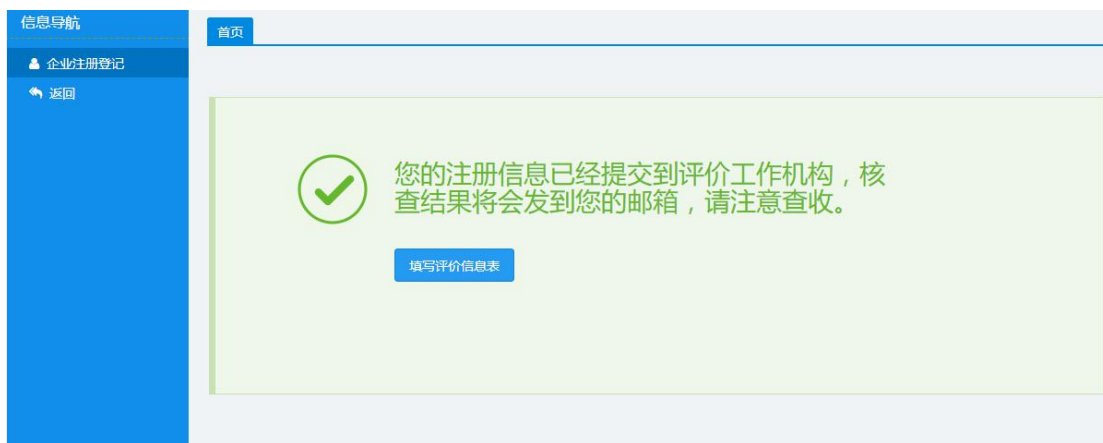 信息导航
首页
企业注册登记
返回
您的注册信息已经提交到评价工作机构，核
查结果将会发到您的邮箱，请注意查收。
填写评价信息表